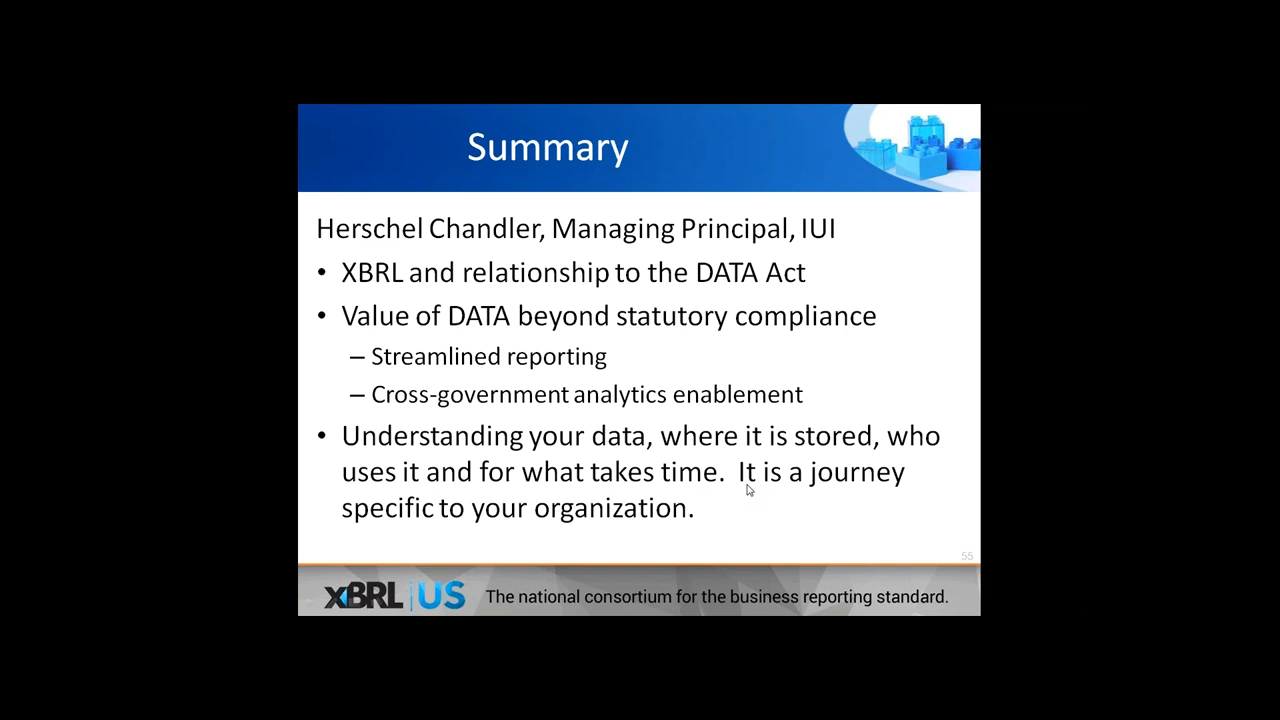 Summary
Herschel Chandler, Managing Principal, IUI
• XBRL and relationship to the DATA Act
• Value of DATA beyond statutory compliance
– Streamlined reporting
– Cross-government analytics enablement
• Understanding your data, where it is stored, who
uses it and for what takes time.  It is a journey
specific to your organization.
55
XBRL US The national consortium for the business reporting standard.